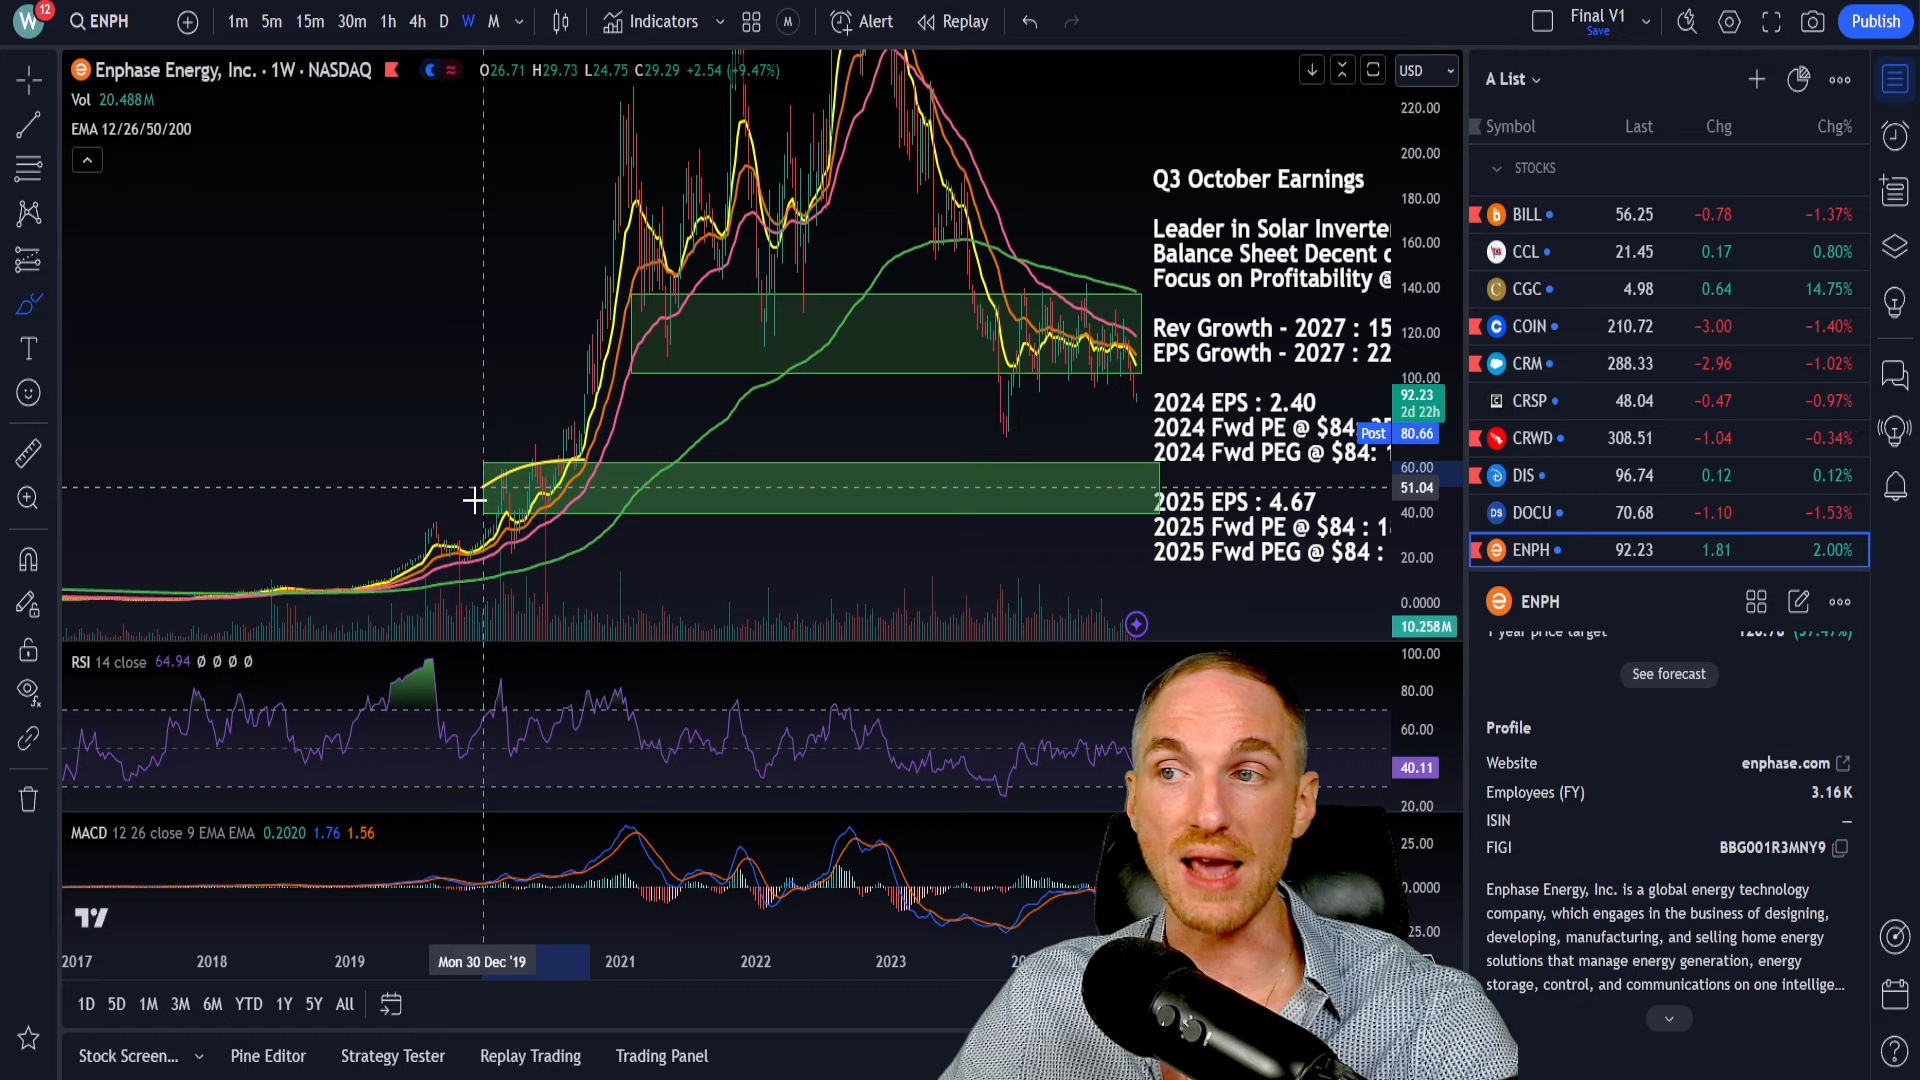 W
12
ENPH
1m 5m 15m 30m 1h 4h D W M
Indicators
M
Alert
Replay
Final V1
Save
Publish
Enphase Energy, Inc. · 1W · NASDAQ
O26.71 H29.73 L24.75 C29.29 +2.54 (+9.47%)
USD
Vol 20.488M
EMA 12/26/50/200
220.00
200.00
180.00
160.00
140.00
120.00
100.00
92.23
2d 22h
Post 80.66
60.00
51.04
40.00
20.00
0.0000
10.258M
Q3 October Earnings
Leader in Solar
Balance Sheet Decent
Focus on Profitability @
Rev Growth - 2027 : 15
EPS Growth - 2027 : 22
2024 EPS : 2.40
2024 Fwd PE @ $84:
2024 Fwd PEG @ $84:
2025 EPS : 4.67
2025 Fwd PE @ $84 :
2025 Fwd PEG @ $84 :
RSI 14 close 64.94 Ø Ø Ø Ø
100.00
80.00
60.00
40.11
20.00
MACD 12 26 close 9 EMA EMA 0.2020 1.76 1.56
25.00
0.0000
25.00
2017 2018 2019 Mon 30 Dec '19 2021 2022 2023
1D 5D 1M 3M 6M YTD 1Y 5Y All
Stock Screen... Pine Editor Strategy Tester Replay Trading Trading Panel
A List
Symbol Last Chg Chg%
STOCKS
BILL 56.25 −0.78 −1.37%
CCL 21.45 0.17 0.80%
CGC 4.98 0.64 14.75%
COIN 210.72 −3.00 −1.40%
CRM 288.33 −2.96 −1.02%
CRSP 48.04 −0.47 −0.97%
CRWD 308.51 −1.04 −0.34%
DIS 96.74 0.12 0.12%
DS DOCU 70.68 −1.10 −1.53%
ENPH 92.23 1.81 2.00%
ENPH
1 year price target
See forecast
Profile
Website enphase.com
Employees (FY) 3.16K
ISIN —
FIGI BBG001R3MNY9
Enphase Energy, Inc. is a global energy technology
company, which engages in the business of designing,
developing, manufacturing, and selling home energy
solutions that manage energy generation, energy
storage, control, and communications on one intellige...